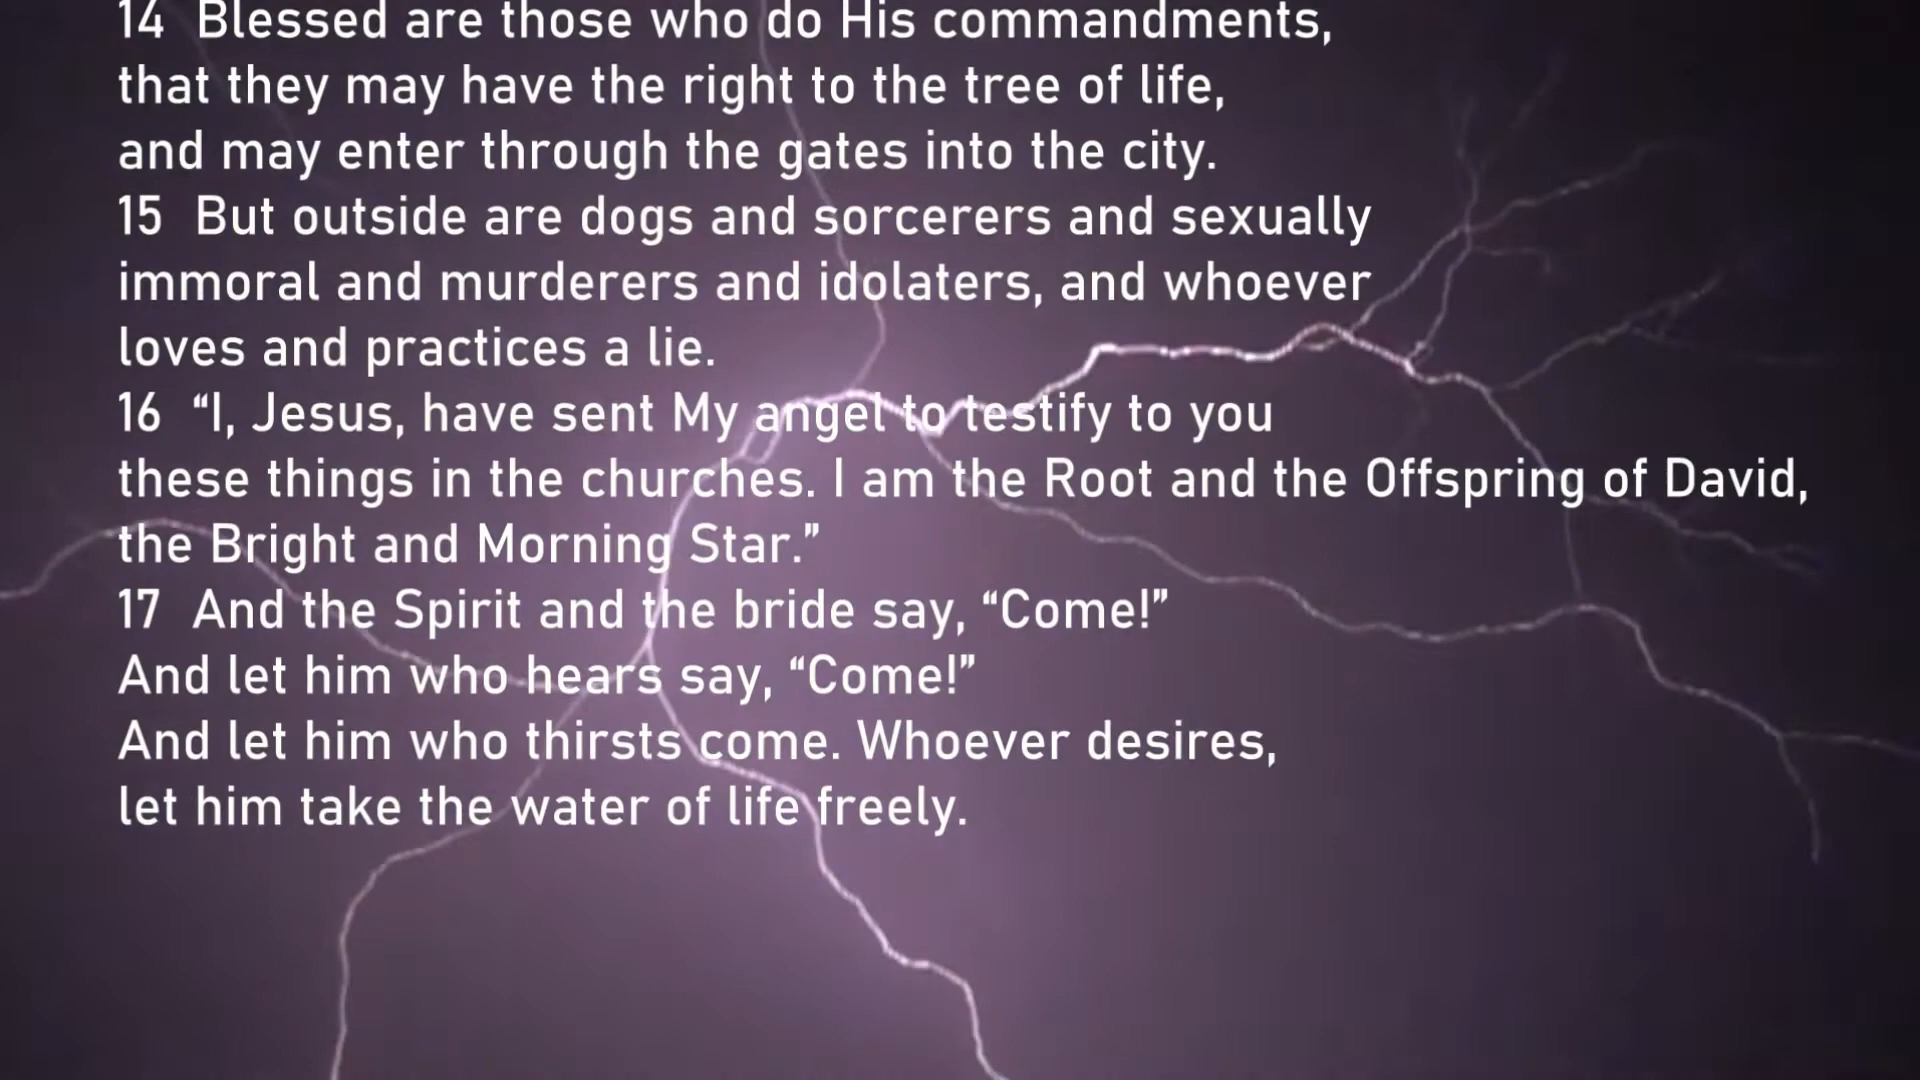 14 Blessed are those who do His commandments,
that they may have the right to the tree of life,
and may enter through the gates into the city.
15 But outside are dogs and sorcerers and sexually
immoral and murderers and idolaters, and whoever
loves and practices a lie.
16 “I, Jesus, have sent My angel to testify to you
these things in the churches. I am the Root and the Offspring of David,
the Bright and Morning Star.”
17 And the Spirit and the bride say, “Come!”
And let him who hears say, “Come!”
And let him who thirsts come. Whoever desires,
let him take the water of life freely.